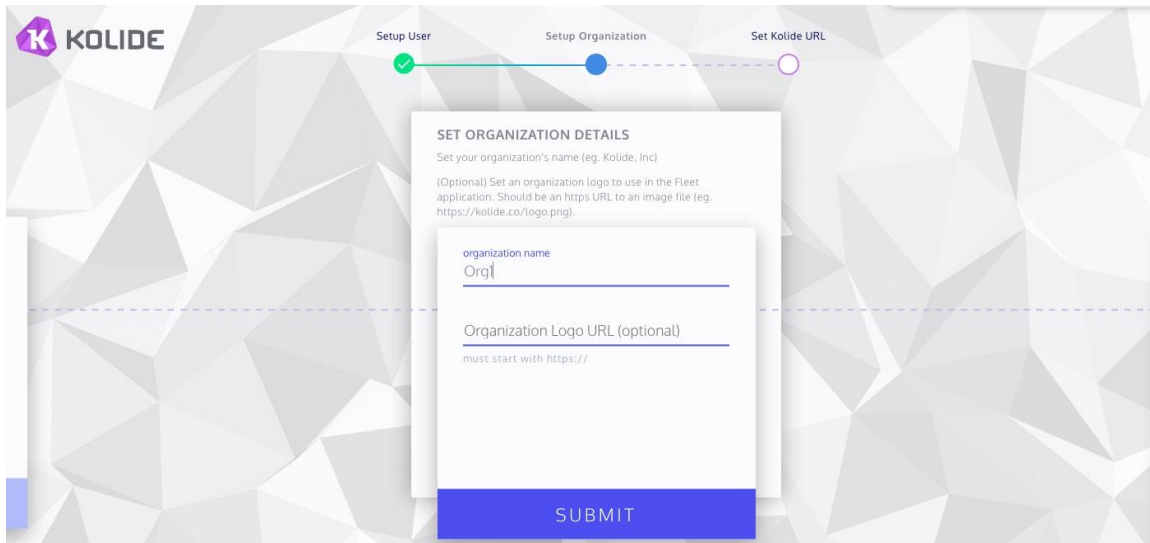 KOLIDE
Setup User
Setup Organization
Set Kolide URL
SET ORGANIZATION DETAILS
Set your organization's name (eg. Kolide, Inc)
(Optional) Set an organization logo to use in the Fleet
application. Should be an https URL to an image file (eg.
https://kolide.co/logo.png).
organization name
Org1
Organization Logo URL (optional)
must start with https://
SUBMIT